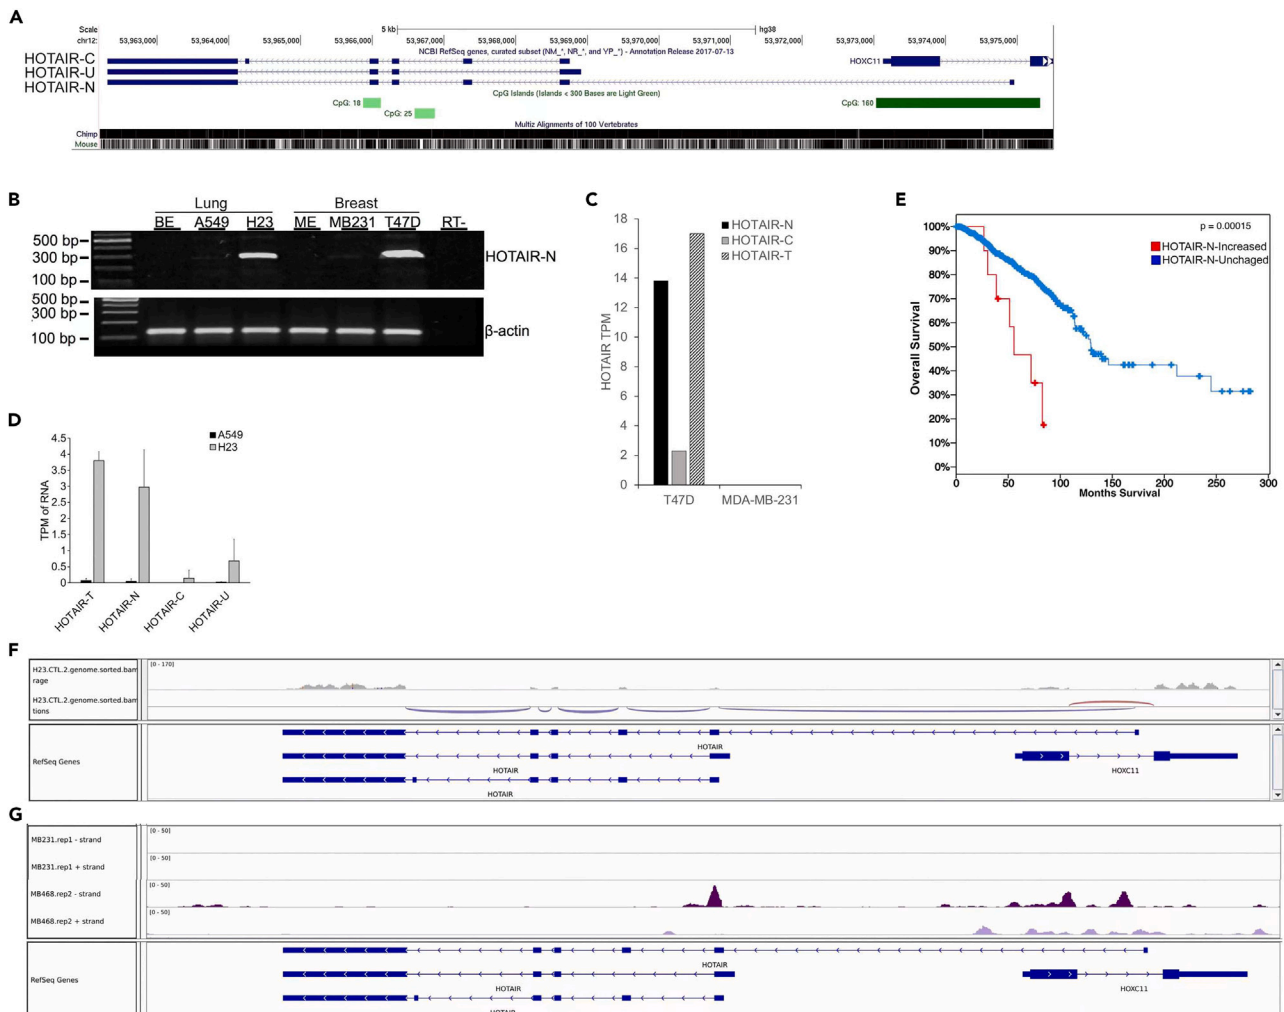 A
Scale 5 kb hg38
chr12: 53,963,000 53,964,000 53,965,000 53,966,000 53,967,000 53,968,000 53,969,000 53,970,000 53,971,000 53,972,000 53,973,000 53,974,000 53,975,000
NCBI RefSeq genes, curated subset (NM_*, NR_*, and YP_*) - Annotation Release 2017-07-13
HOTAIR-C HOXC11
HOTAIR-U
HOTAIR-N
CpG Islands (Islands < 300 Bases are Light Green)
CpG: 18 CpG: 160
CpG: 25
Multiz Alignments of 100 Vertebrates
Chimp
Mouse
B
Lung Breast
BE A549 H23 ME MB231 T47D RT-
500 bp
300 bp
100 bp
HOTAIR-N
500 bp
300 bp
100 bp
β-actin
C
18
16
14
12
10
8
6
4
2
0
HOTAIR TPM
HOTAIR-N
HOTAIR-C
HOTAIR-T
T47D MDA-MB-231
D
4.5
4
3.5
3
2.5
2
1.5
1
0.5
0
TPM of RNA
A549
H23
HOTAIR-T HOTAIR-N HOTAIR-C HOTAIR-U
E
100%
90%
80%
70%
60%
50%
40%
30%
20%
10%
0%
Overall Survival
p = 0.00015
HOTAIR-N-Increased
HOTAIR-N-Unchaged
0 50 100 150 200 250 300
Months Survival
F
H23.CTL.2.genome.sorted.bam
rage
[0 - 170]
H23.CTL.2.genome.sorted.bam
tions
RefSeq Genes
HOTAIR
HOTAIR HOXC11
HOTAIR
G
MB231.rep1 - strand [0 - 50]
MB231.rep1 + strand [0 - 50]
MB468.rep2 - strand [0 - 50]
MB468.rep2 + strand [0 - 50]
RefSeq Genes
HOTAIR
HOTAIR HOXC11